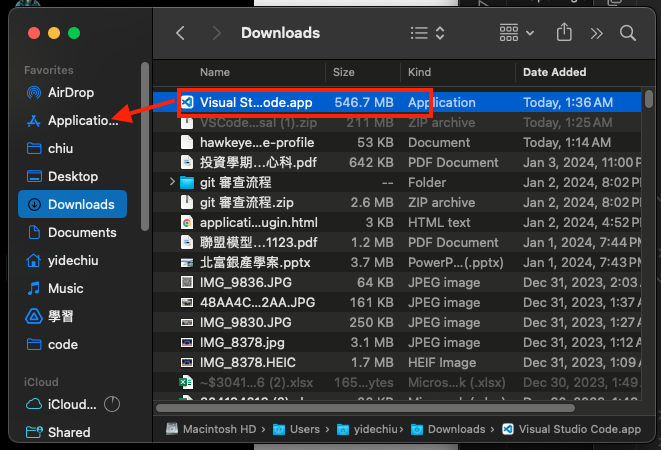 Downloads
Favorites
AirDrop
Applicatio...
chiu
Desktop
Downloads
Documents
yidechiu
Music
學習
code
iCloud
iCloud...
Shared
Name Size Kind Date Added
Visual St...ode.app 546.7 MB Application Today, 1:36 AM
VSCode...sal (1).zip 211 MB ZIP archive Today, 1:25 AM
hawkeye...e-profile 53 KB Document Today, 1:14 AM
投資學期...心科.pdf 642 KB PDF Document Jan 3, 2024, 11:00 P
git 審查流程 -- Folder Jan 2, 2024, 8:02 P
git 審查流程.zip 2.6 MB ZIP archive Jan 2, 2024, 8:02 P
applicati...ugin.html 3 KB HTML text Jan 2, 2024, 4:52 P
聯盟模型...1123.pdf 1.2 MB PDF Document Jan 1, 2024, 7:44 P
北富銀產學案.pptx 3.7 MB PowerP...(.pptx) Jan 1, 2024, 7:43 P
IMG_9836.JPG 64 KB JPEG image Dec 31, 2023, 2:03
48AA4C...2AA.JPG 161 KB JPEG image Dec 31, 2023, 1:37
IMG_9830.JPG 250 KB JPEG image Dec 31, 2023, 1:27
IMG_8378.jpg 3.1 MB JPEG image Dec 31, 2023, 1:12
IMG_8378.HEIC 1.7 MB HEIF Image Dec 31, 2023, 1:09
~$3041...6 (2).xlsx 165...ytes Micros...k (.xlsx) Dec 30, 2023, 1:49
Macintosh HD › Users › yidechiu › Downloads › Visual Studio Code.app